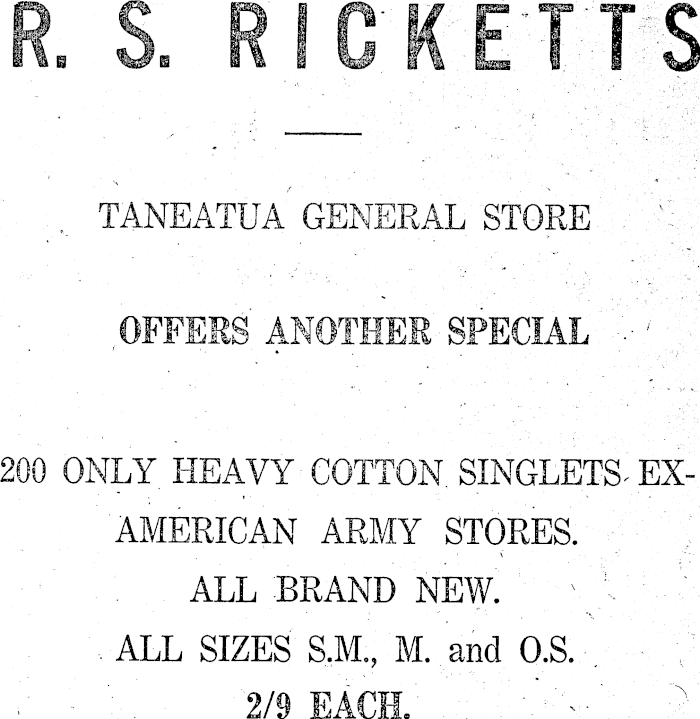 R. S. RICKETTS
TANEATUA GENERAL STORE
OFFERS ANOTHER SPECIAL
200 ONLY HEAVY COTTON SINGLETS EX-
AMERICAN ARMY STORES.
ALL BRAND NEW.
ALL SIZES S.M., M. and O.S.
2/9 EACH.